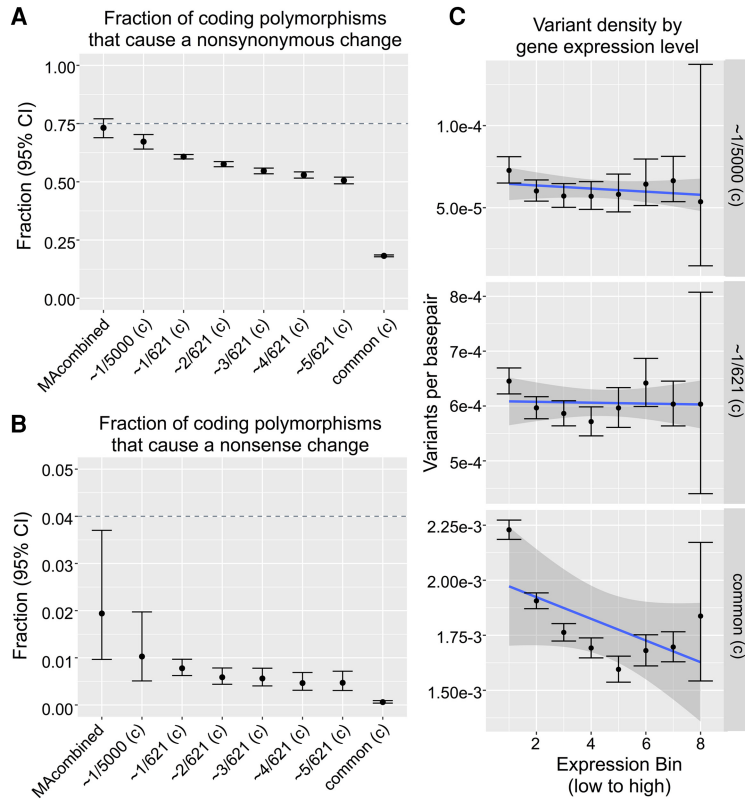 A
Fraction of coding polymorphisms
that cause a nonsynonymous change
Fraction (95% CI)
1.00
0.75
0.50
0.25
0.00
MAcombined
~1/5000 (c)
~1/621 (c)
~2/621 (c)
~3/621 (c)
~4/621 (c)
~5/621 (c)
common (c)
B
Fraction of coding polymorphisms
that cause a nonsense change
Fraction (95% CI)
0.05
0.04
0.03
0.02
0.01
0.00
MAcombined
~1/5000 (c)
~1/621 (c)
~2/621 (c)
~3/621 (c)
~4/621 (c)
~5/621 (c)
common (c)
C
Variant density by
gene expression level
Variants per basepair
1.0e-4
5.0e-5
~1/5000 (c)
8e-4
7e-4
6e-4
5e-4
~1/621 (c)
2.25e-3
2.00e-3
1.75-3
1.50e-3
common (c)
2
4
6
8
Expression Bin
(low to high)